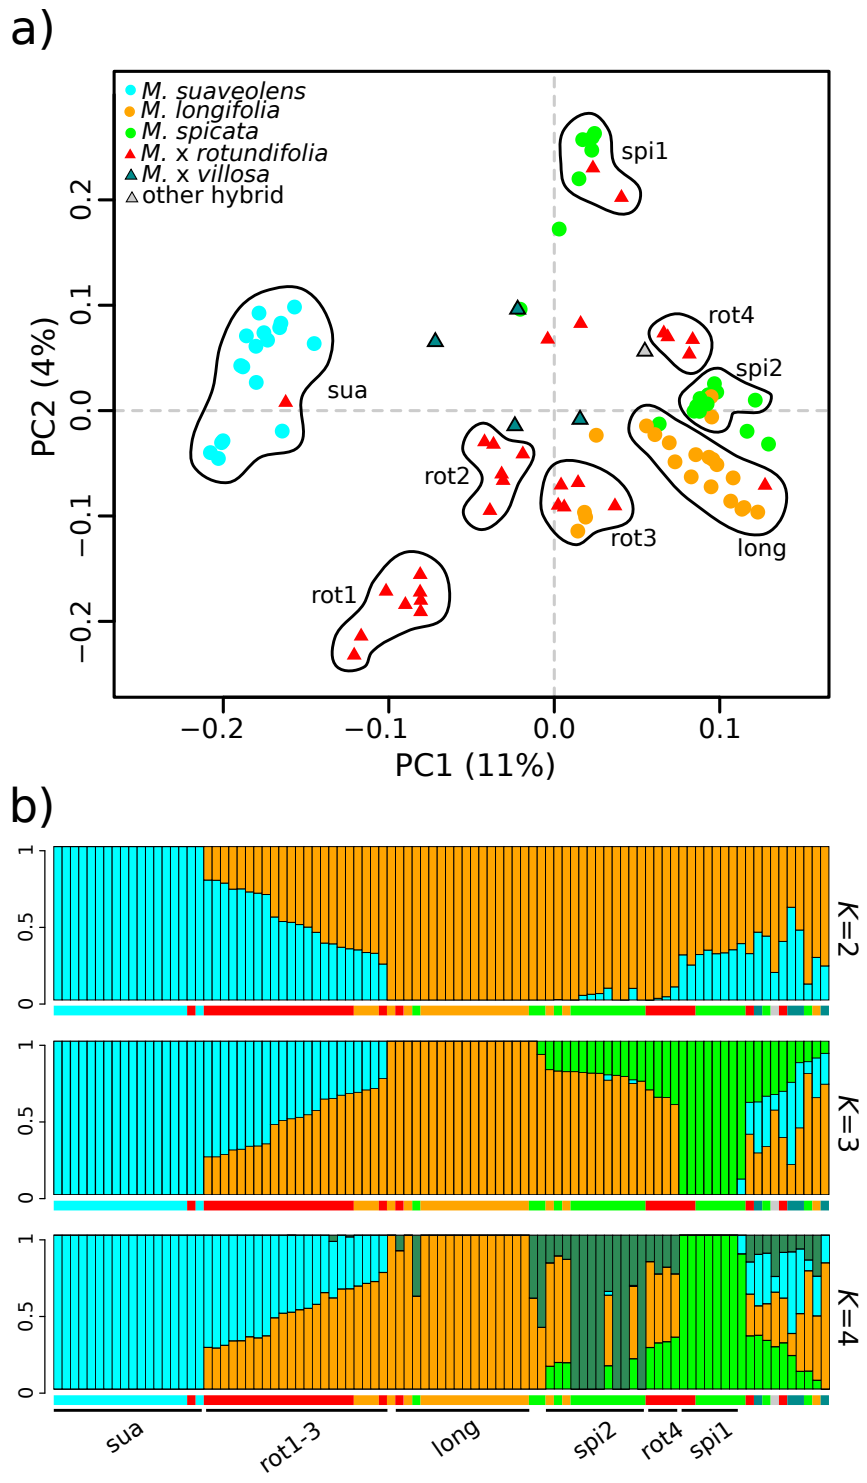 a)
M. suaveolens
M. longifolia
M. spicata
M. x rotundifolia
M. x villosa
other hybrid
spi1
rot4
spi2
sua
rot2
rot3
long
rot1
PC2 (4%)
0.2
0.1
0.0
−0.1
−0.2
−0.2 −0.1 0.0 0.1
PC1 (11%)
b)
1
0.5
0
K=2
1
0.5
0
K=3
1
0.5
0
K=4
sua rot1-3 long spi2 rot4 spi1